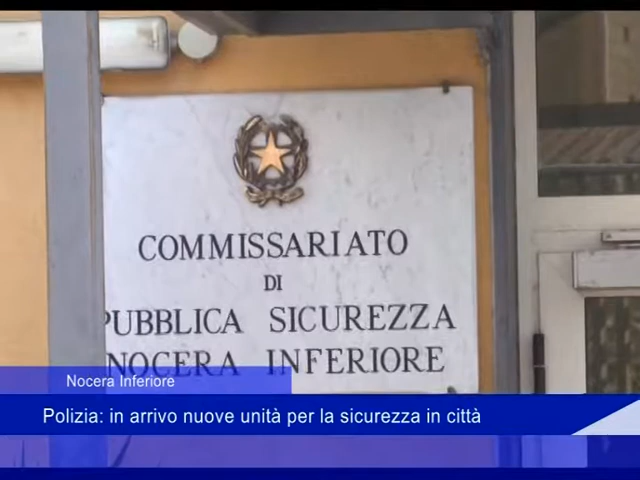 COMMISSARIATO
DI
PUBBLICA SICUREZZA
NOCERA INFERIORE
Nocera Inferiore
Polizia: in arrivo nuove unità per la sicurezza in città